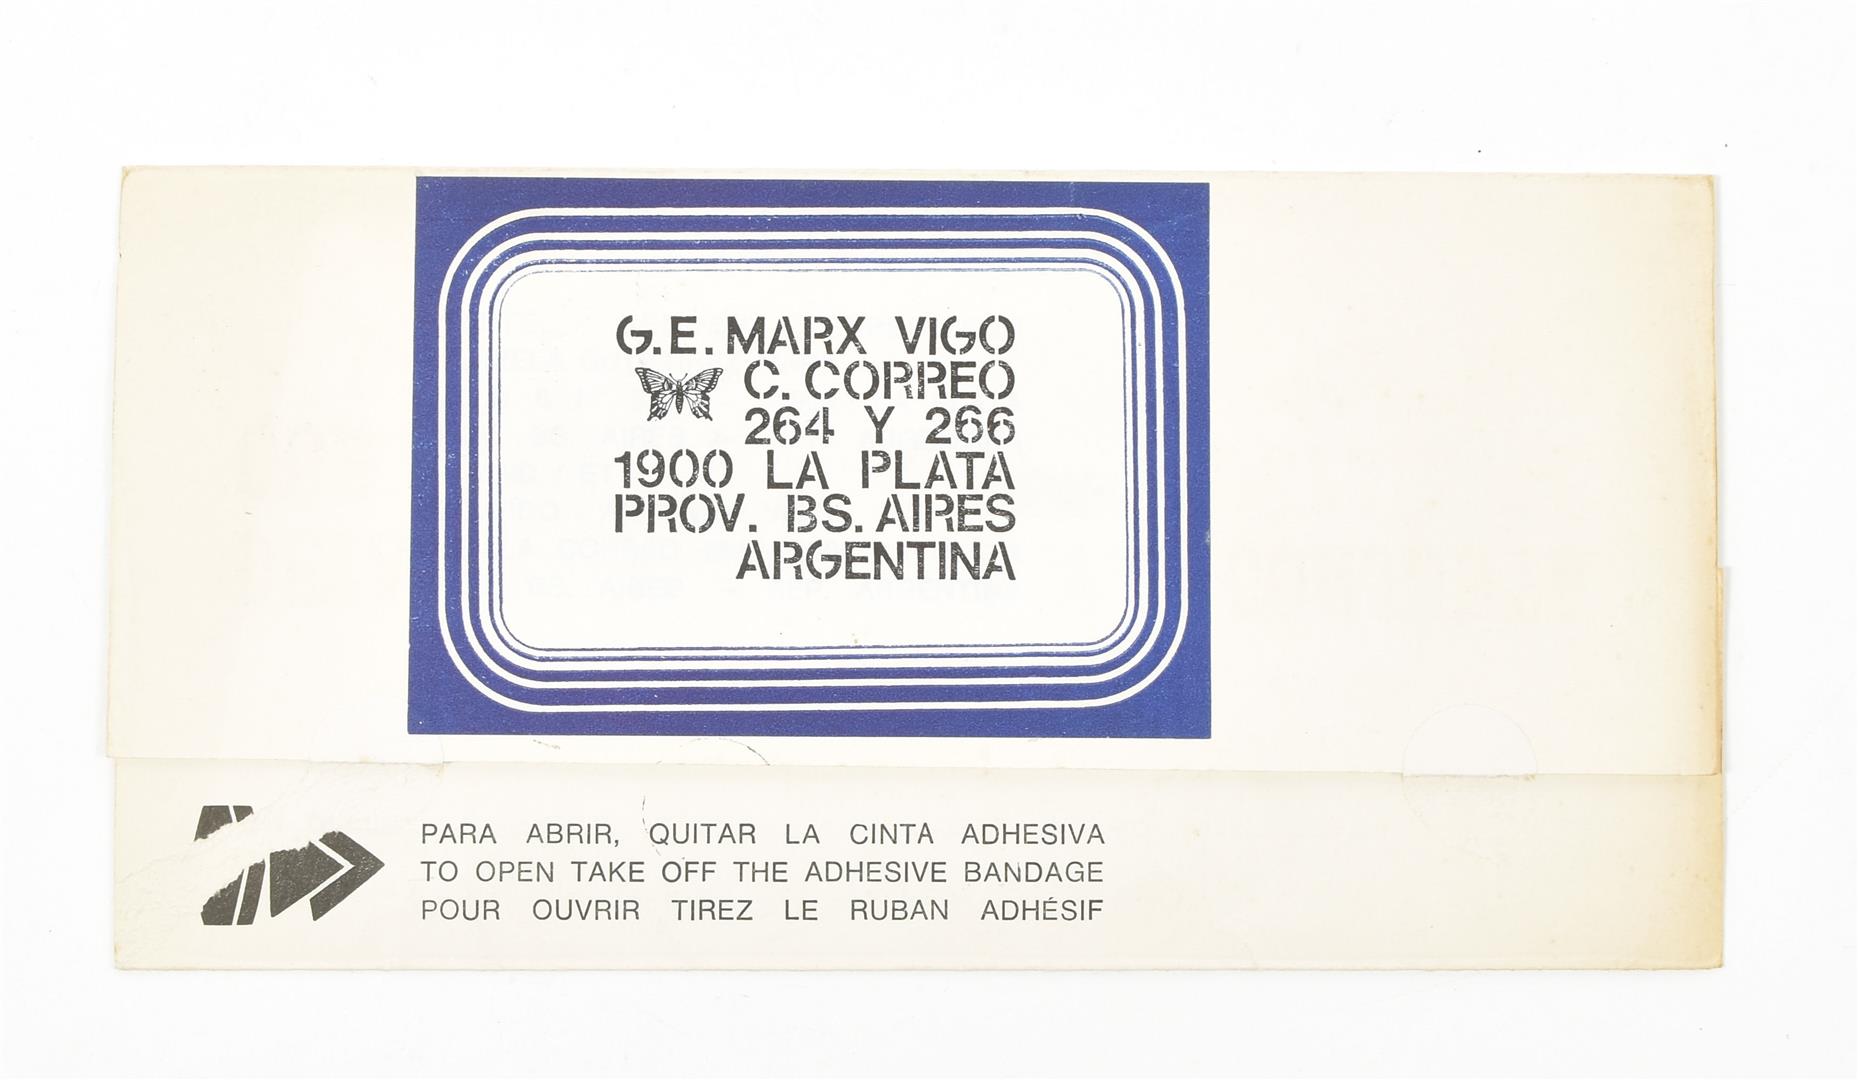 G.E. MARX VIGO
C. CORREO
264 Y 266
1900 LA PLATA
PROV. BS. AIRES
ARGENTINA
PARA ABRIR, QUITAR LA CINTA ADHESIVA
TO OPEN TAKE OFF THE ADHESIVE BANDAGE
POUR OUVRIR TIREZ LE RUBAN ADHÉSIF